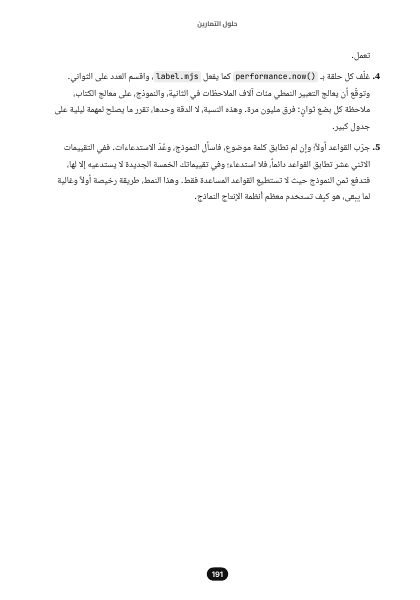 حلول التمارين
تعمل.
4. غلّف كل حلقة بـ performance.now() كما يفعل label.mjs، واقسم العدد على الثواني.
وتوقّع أن يعالج التعبير النمطي مئات آلاف الملاحظات في الثانية، والنموذج، على معالج الكتاب،
ملاحظة كل بضع ثوانٍ: فرق مليون مرة. وهذه النسبة، لا الدقة وحدها، تقرر ما يصلح لمهمة ليلية على
جدول كبير.
5. جرّب القواعد أولاً؛ وإن لم تطابق كلمة موضوع، فاسأل النموذج، وعُدّ الاستدعاءات. ففي التقييمات
الاثني عشر تطابق القواعد دائماً، فلا استدعاء؛ وفي تقييماتك الخمسة الجديدة لا يستدعيه إلا لها،
فتدفع ثمن النموذج حيث لا تستطيع القواعد المساعدة فقط. وهذا النمط، طريقة رخيصة أولاً وغالية
لما يبقى، هو كيف تستخدم معظم أنظمة الإنتاج النماذج.
191